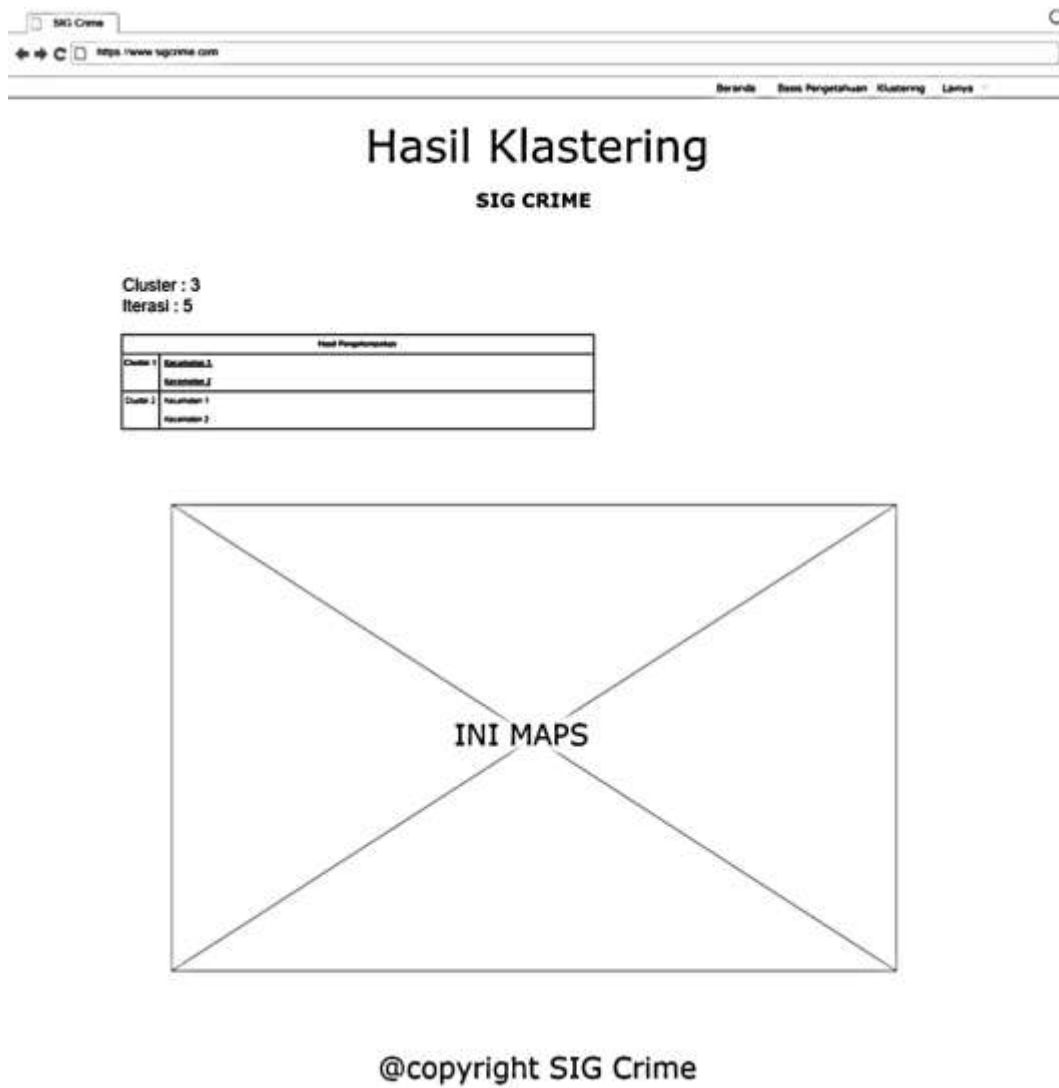 SIG Crime
https://www.sigcrime.com
Beranda Basis Pengetahuan Klustering Lainya
Hasil Klastering
SIG CRIME
Cluster : 3
Iterasi : 5
Hasil Pengelompokan
Cluster 1 Kecamatan 1
Kecamatan 2
Cluster 2 Kecamatan 1
Kecamatan 2
INI MAPS
@copyright SIG Crime